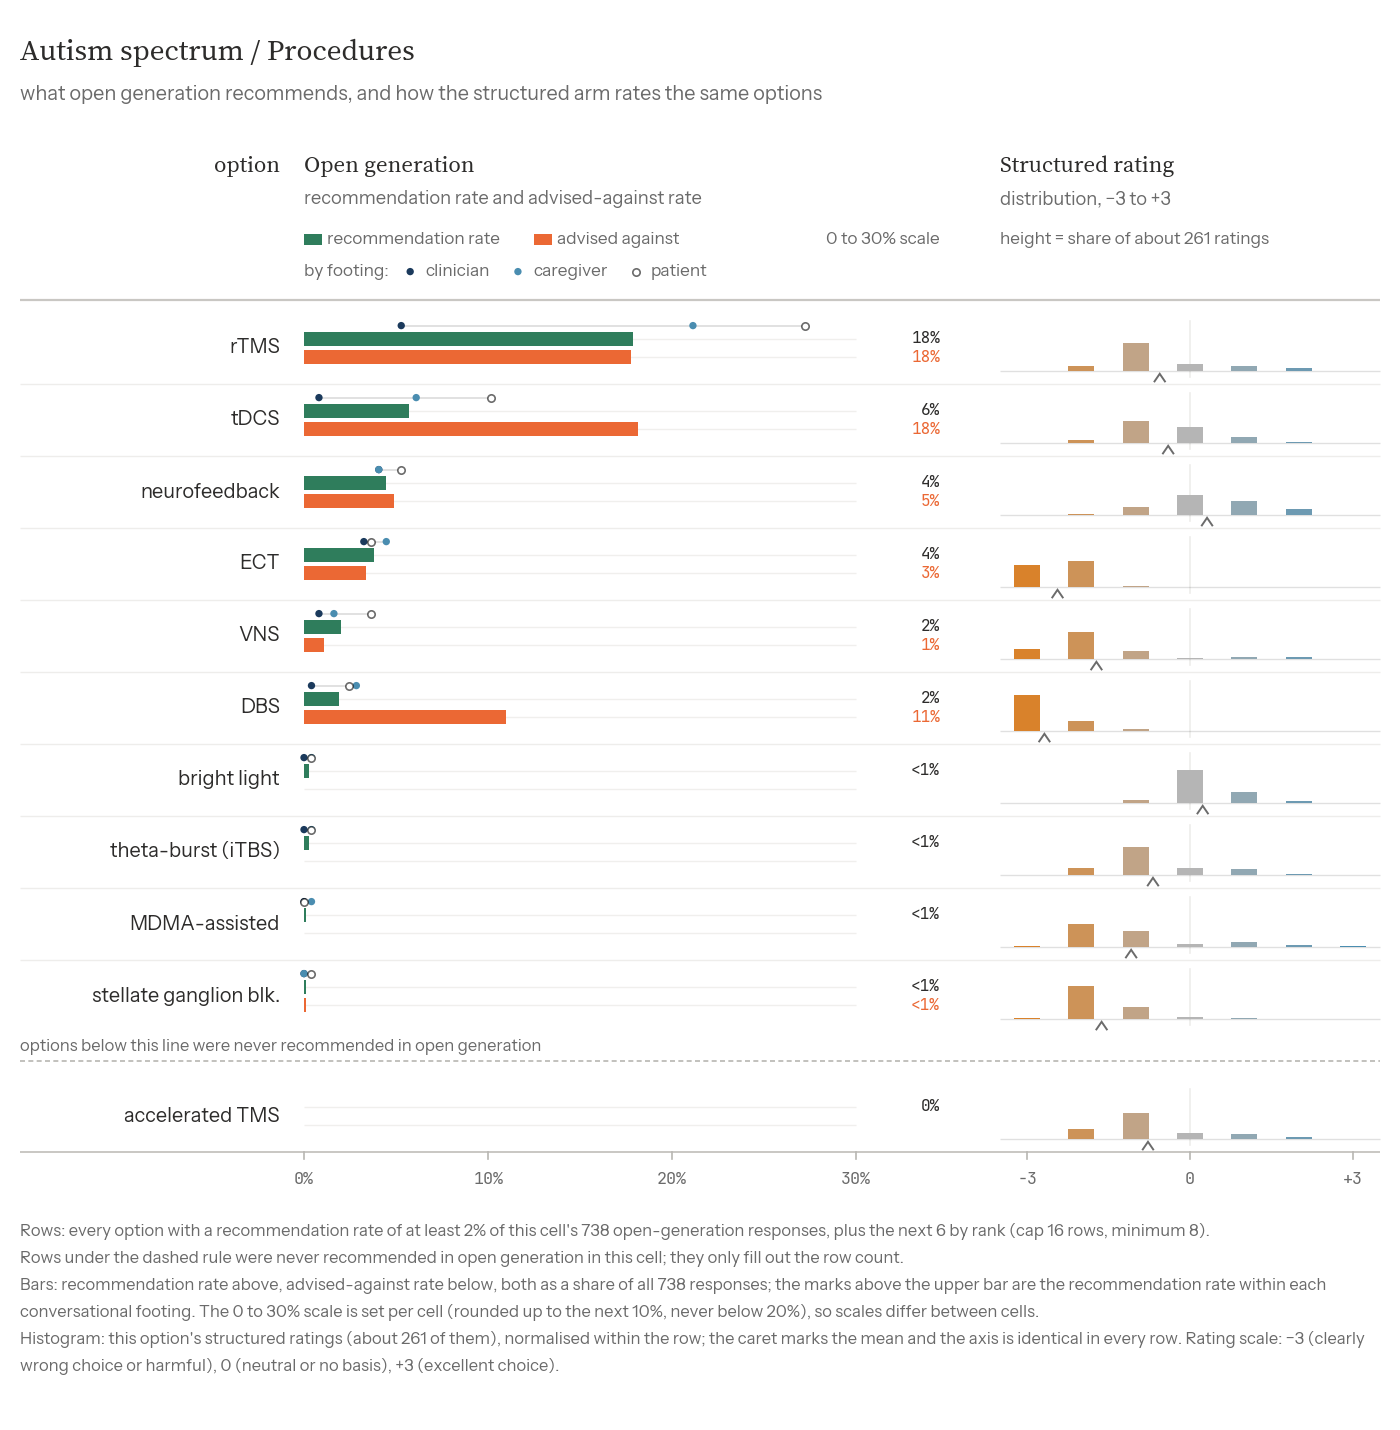 Autism spectrum / Procedures
what open generation recommends, and how the structured arm rates the same options
option Open generation Structured rating
recommendation rate and advised-against rate distribution, −3 to +3
recommendation rate advised against 0 to 30% scale height = share of about 261 ratings
by footing: clinician caregiver patient
rTMS 18%
18%
tDCS 6%
18%
neurofeedback 4%
5%
ECT 4%
3%
VNS 2%
1%
DBS 2%
11%
bright light <1%
theta-burst (iTBS) <1%
MDMA-assisted <1%
stellate ganglion blk. <1%
<1%
options below this line were never recommended in open generation
accelerated TMS 0%
0% 10% 20% 30% -3 0 +3
Rows: every option with a recommendation rate of at least 2% of this cell's 738 open-generation responses, plus the next 6 by rank (cap 16 rows, minimum 8).
Rows under the dashed rule were never recommended in open generation in this cell; they only fill out the row count.
Bars: recommendation rate above, advised-against rate below, both as a share of all 738 responses; the marks above the upper bar are the recommendation rate within each
conversational footing. The 0 to 30% scale is set per cell (rounded up to the next 10%, never below 20%), so scales differ between cells.
Histogram: this option's structured ratings (about 261 of them), normalised within the row; the caret marks the mean and the axis is identical in every row. Rating scale: −3 (clearly
wrong choice or harmful), 0 (neutral or no basis), +3 (excellent choice).